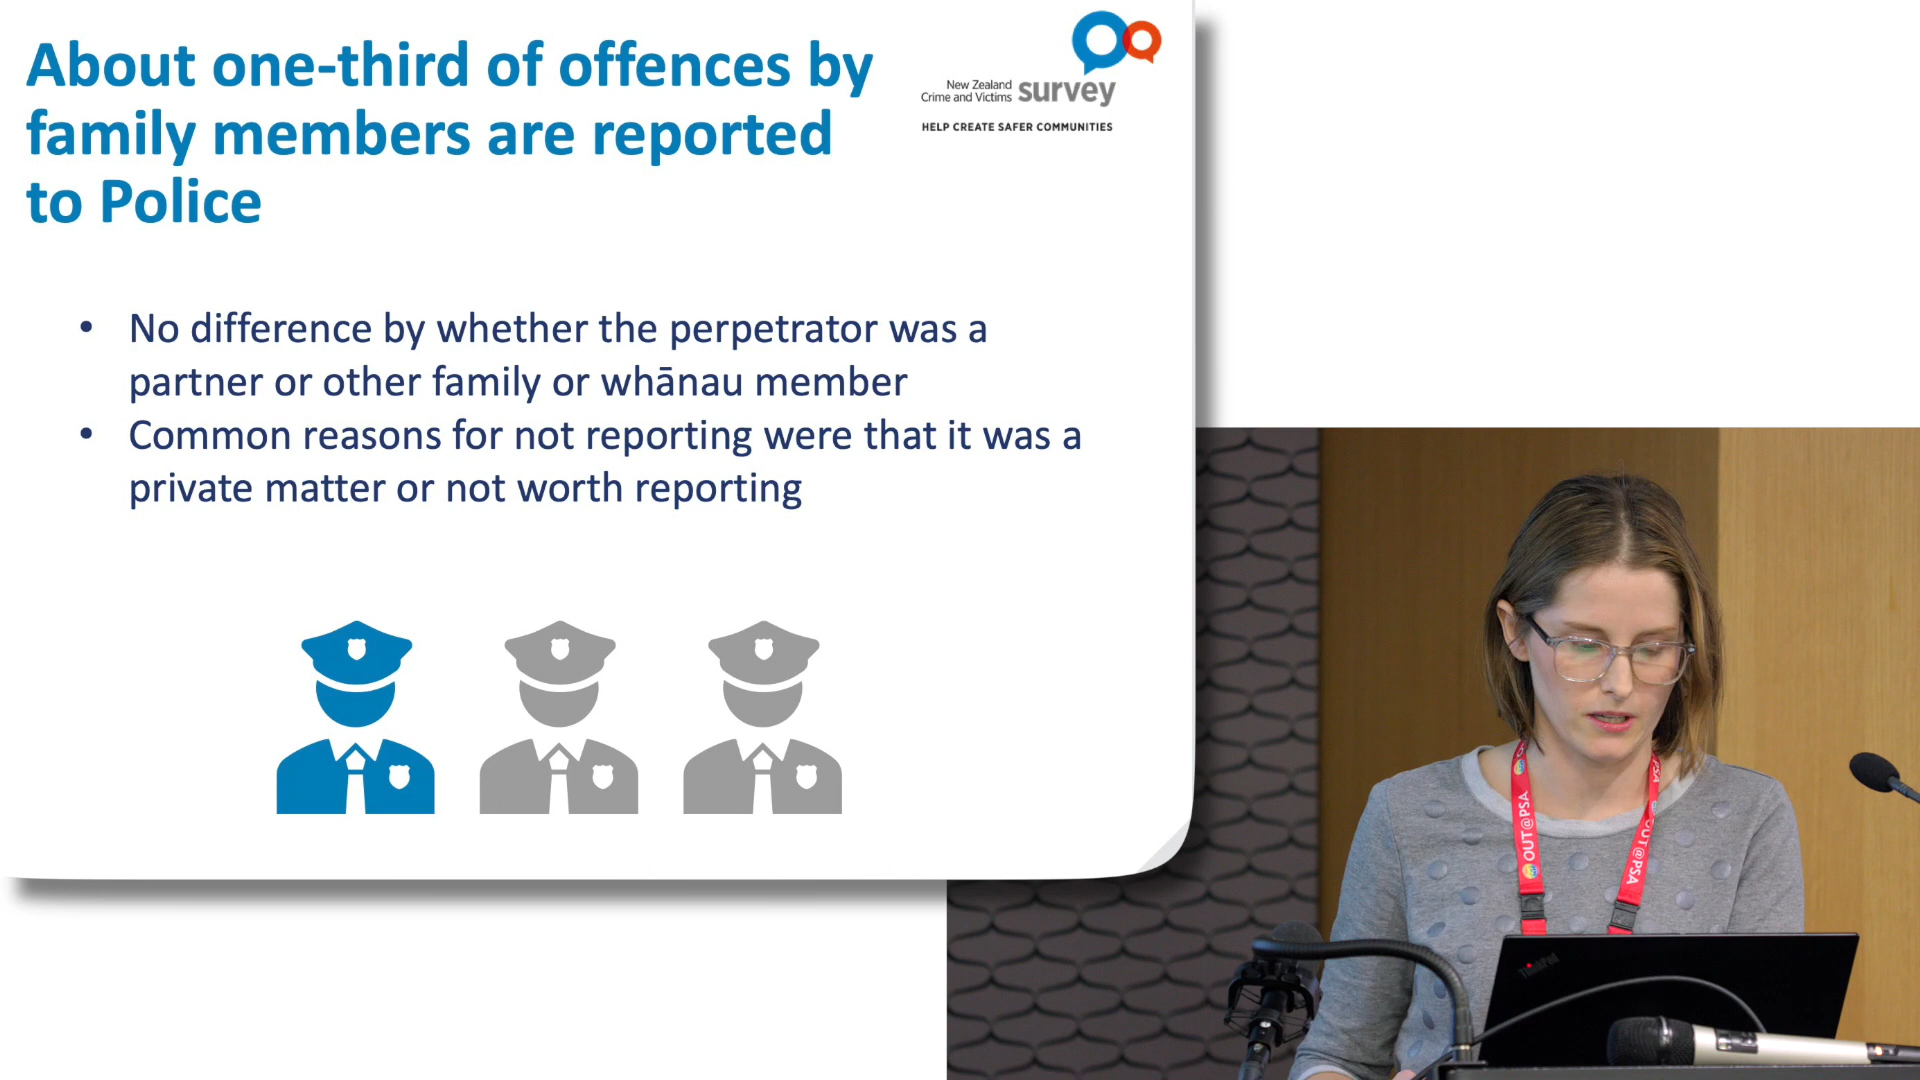 About one-third of offences by
family members are reported
to Police
New Zealand
Crime and Victims survey
HELP CREATE SAFER COMMUNITIES
• No difference by whether the perpetrator was a
partner or other family or whānau member
• Common reasons for not reporting were that it was a
private matter or not worth reporting
OUT@PSA
OUT@PSA
PSA
ThinkPad